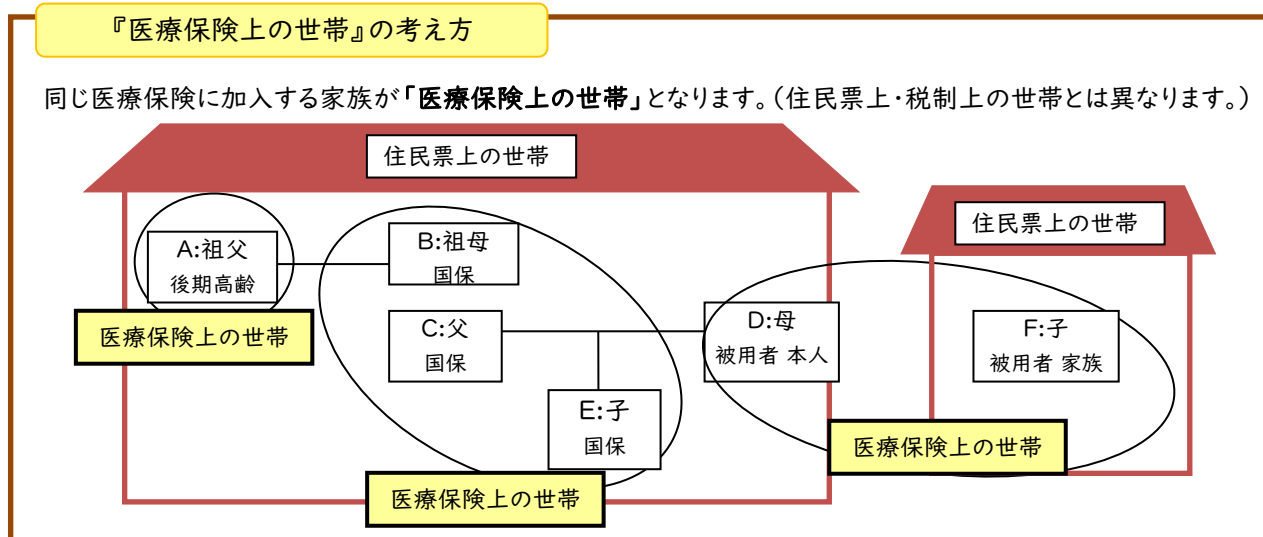 『医療保険上の世帯』の考え方
同じ医療保険に加入する家族が「医療保険上の世帯」となります。(住民票上・税制上の世帯とは異なります。)
住民票上の世帯
住民票上の世帯
A:祖父
後期高齢
B:祖母
国保
医療保険上の世帯
C:父
国保
D:母
被用者 本人
F:子
被用者 家族
E:子
国保
医療保険上の世帯
医療保険上の世帯